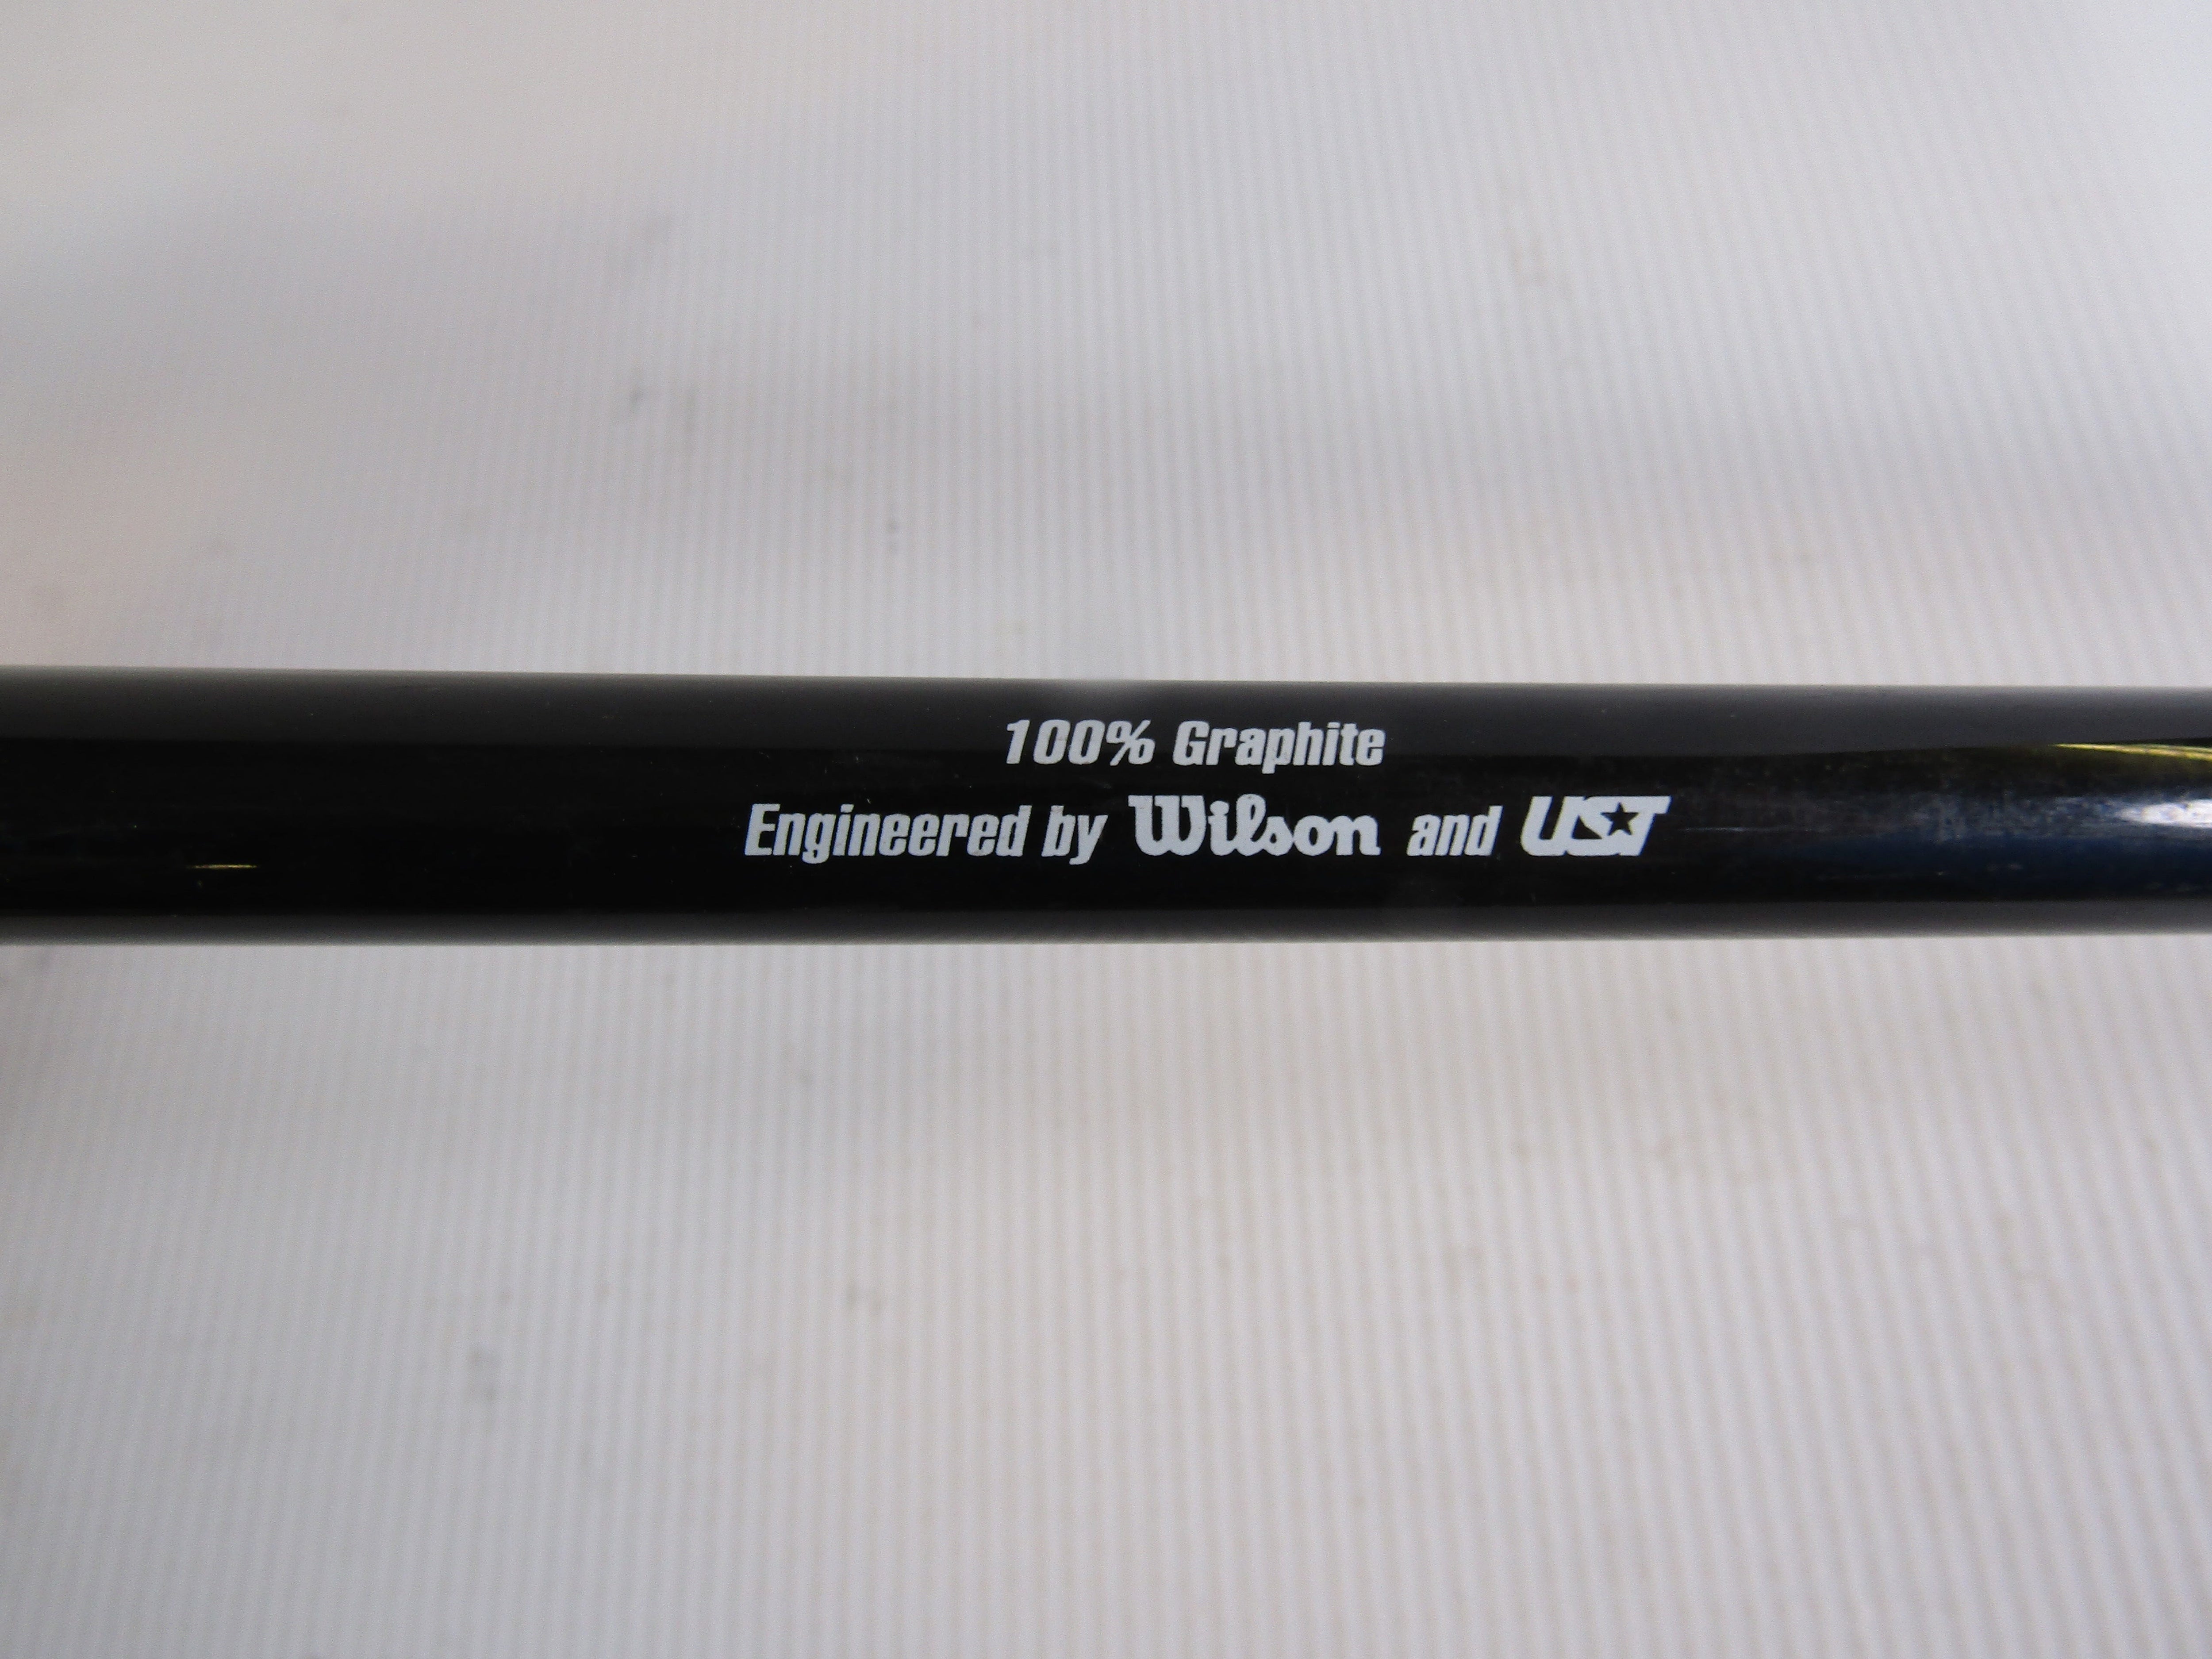 100% Graphite
Engineered by Wilson and UST